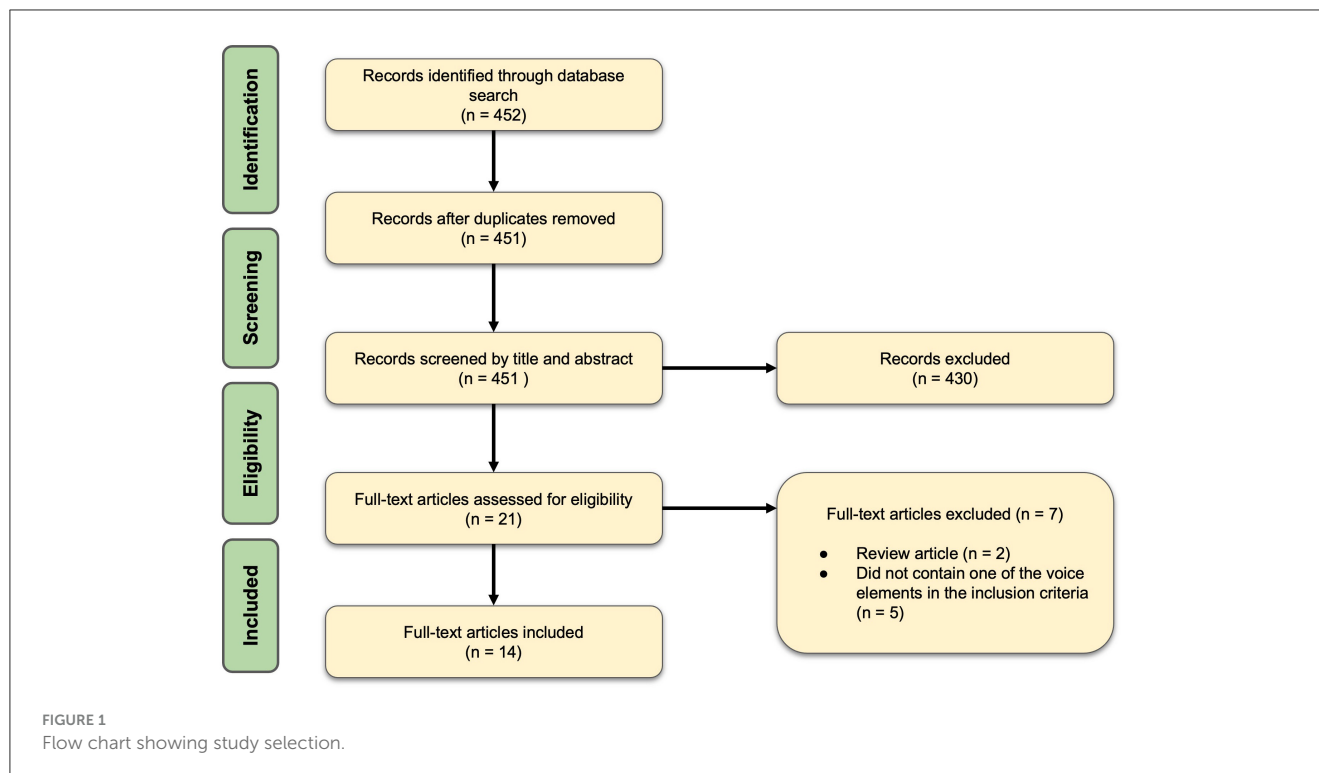 Identification
Records identified through database
search
(n = 452)
Records after duplicates removed
(n = 451)
Screening
Records screened by title and abstract
(n = 451 )
Records excluded
(n = 430)
Eligibility
Full-text articles assessed for eligibility
(n = 21)
Full-text articles excluded (n = 7)
● Review article (n = 2)
● Did not contain one of the voice
elements in the inclusion criteria
(n = 5)
Included
Full-text articles included
(n = 14)
FIGURE 1
Flow chart showing study selection.